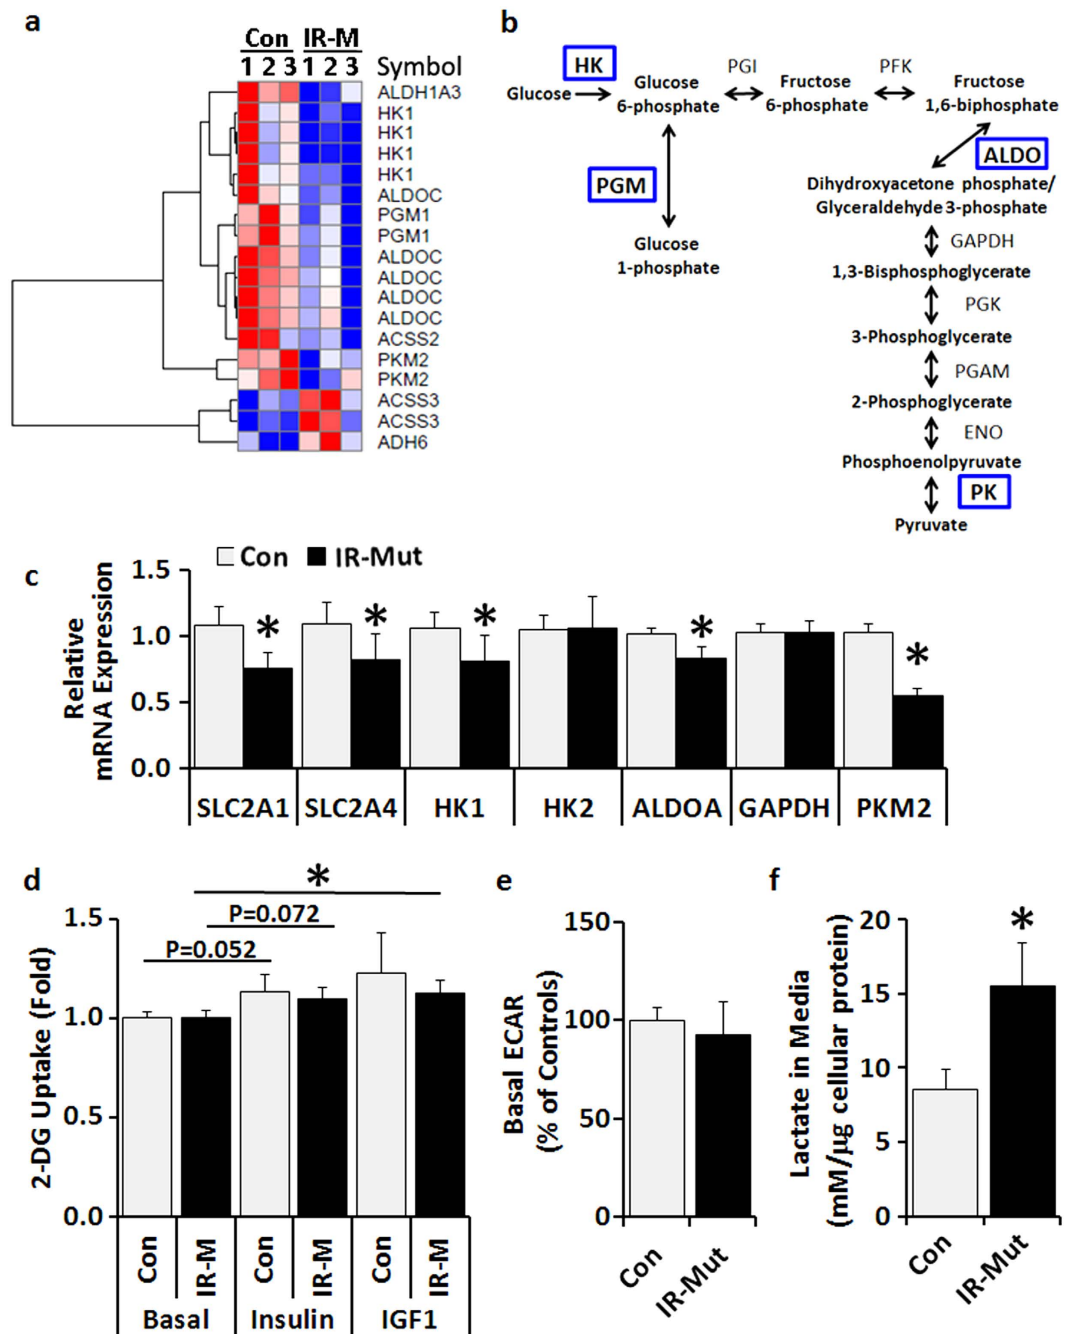 a
Con IR-M
1 2 3 1 2 3 Symbol
ALDH1A3
HK1
HK1
HK1
HK1
ALDOC
PGM1
PGM1
ALDOC
ALDOC
ALDOC
ALDOC
ACSS2
PKM2
PKM2
ACSS3
ACSS3
ADH6
b
HK
PGI
PFK
Glucose
Glucose
6-phosphate
Fructose
6-phosphate
Fructose
1,6-biphosphate
PGM
ALDO
Glucose
1-phosphate
Dihydroxyacetone phosphate/
Glyceraldehyde 3-phosphate
GAPDH
1,3-Bisphosphoglycerate
PGK
3-Phosphoglycerate
PGAM
2-Phosphoglycerate
ENO
Phosphoenolpyruvate
PK
Pyruvate
c
Con IR-Mut
Relative
mRNA Expression
1.5
1.0
0.5
0.0
* * * * *
SLC2A1 SLC2A4 HK1 HK2 ALDOA GAPDH PKM2
d
2-DG Uptake (Fold)
1.5
1.0
0.5
0.0
*
P=0.072
P=0.052
Con IR-M Con IR-M Con IR-M
Basal Insulin IGF1
e
Basal ECAR
(% of Controls)
150
100
50
0
Con IR-Mut
f
Lactate in Media
(mM/μg cellular protein)
20
15
10
5
0
*
Con IR-Mut